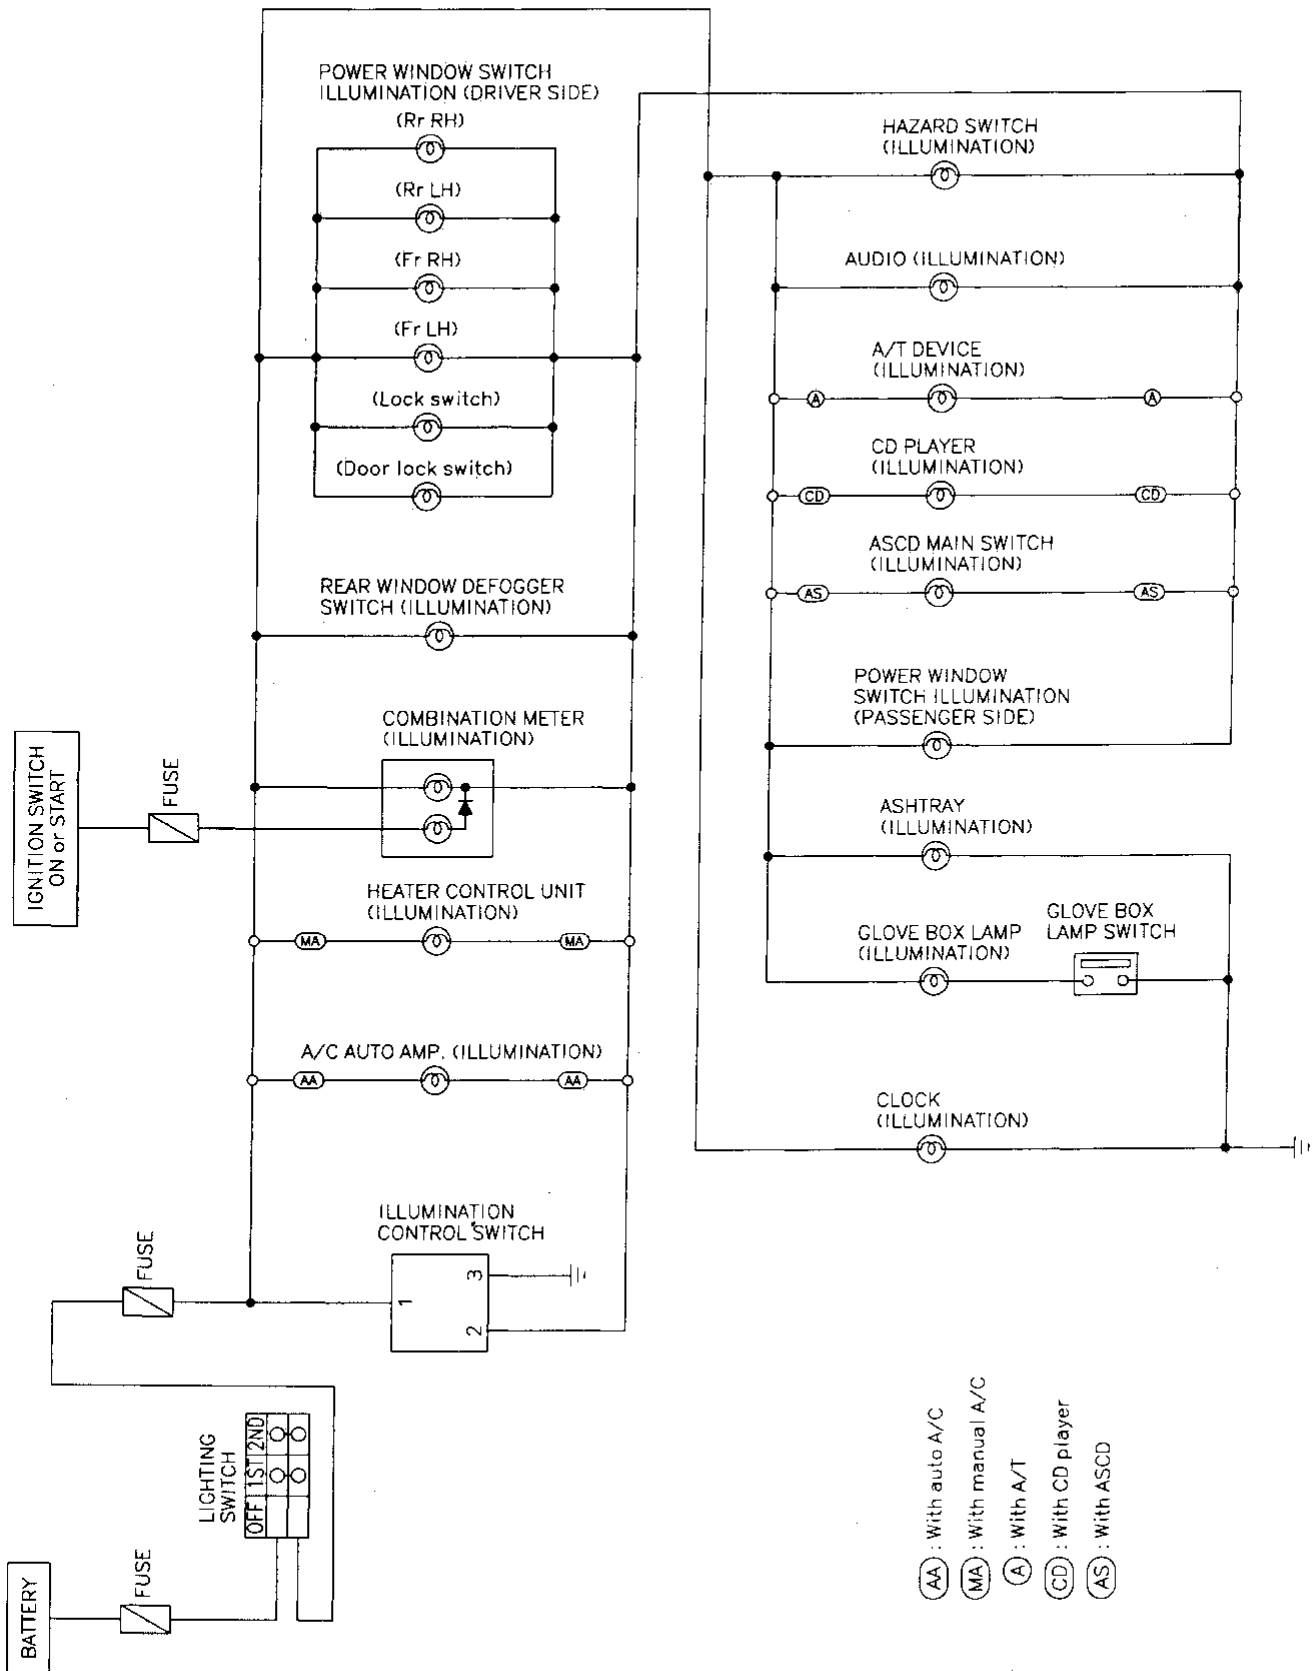 POWER WINDOW SWITCH
ILLUMINATION (DRIVER SIDE)
(Rr RH)
(Rr LH)
(Fr RH)
(Fr LH)
(Lock switch)
(Door lock switch)
REAR WINDOW DEFOGGER
SWITCH (ILLUMINATION)
COMBINATION METER
(ILLUMINATION)
IGNITION SWITCH
ON or START
FUSE
HEATER CONTROL UNIT
(ILLUMINATION)
MA
MA
A/C AUTO AMP. (ILLUMINATION)
AA
AA
ILLUMINATION
CONTROL SWITCH
1
3
2
FUSE
LIGHTING
SWITCH
OFF 1ST 2ND
BATTERY
FUSE
HAZARD SWITCH
(ILLUMINATION)
AUDIO (ILLUMINATION)
A/T DEVICE
(ILLUMINATION)
A
A
CD PLAYER
(ILLUMINATION)
CD
CD
ASCD MAIN SWITCH
(ILLUMINATION)
AS
AS
POWER WINDOW
SWITCH ILLUMINATION
(PASSENGER SIDE)
ASHTRAY
(ILLUMINATION)
GLOVE BOX LAMP
(ILLUMINATION)
GLOVE BOX
LAMP SWITCH
CLOCK
(ILLUMINATION)
AA : With auto A/C
MA : With manual A/C
A : With A/T
CD : With CD player
AS : With ASCD